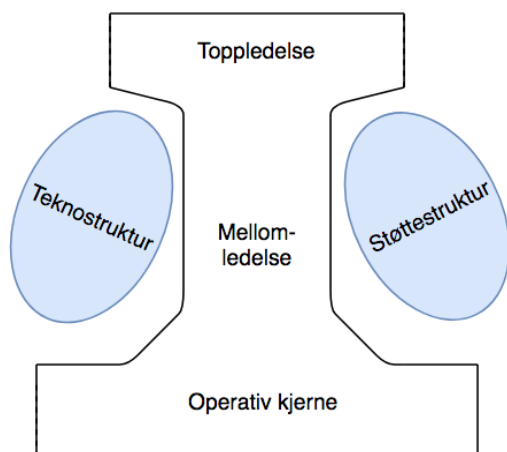 Toppledelse
Teknostruktur
Mellom-
ledelse
Støttestruktur
Operativ kjerne